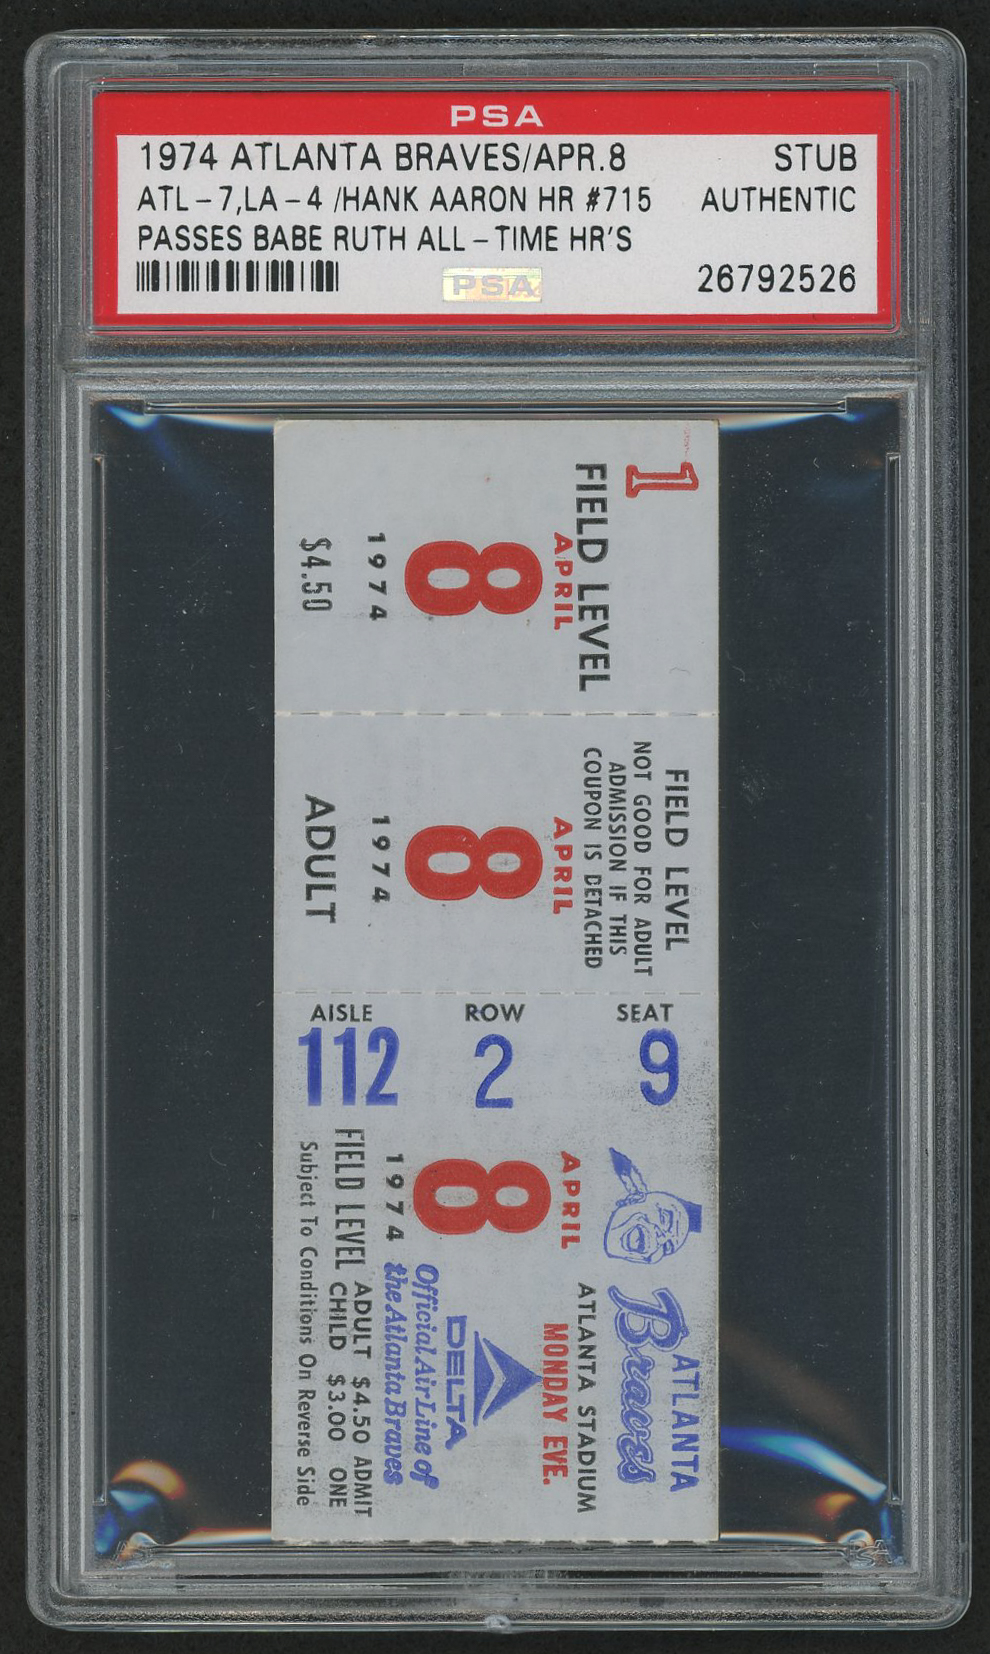 PSA
1974 ATLANTA BRAVES/APR.8 STUB
ATL-7,LA-4 /HANK AARON HR #715 AUTHENTIC
PASSES BABE RUTH ALL-TIME HR'S
PSA 26792526
1
FIELD LEVEL
APRIL
8
1974
$4.50
FIELD LEVEL
NOT GOOD FOR ADULT
ADMISSION IF THIS
COUPON IS DETACHED
APRIL
8
1974
ADULT
AISLE ROW SEAT
112 2 9
ATLANTA
Braves
ATLANTA STADIUM
APRIL MONDAY EVE.
8
1974
DELTA
Official Air Line of
the Atlanta Braves
FIELD LEVEL ADULT $4.50 ADMIT
CHILD $3.00 ONE
Subject To Conditions On Reverse Side